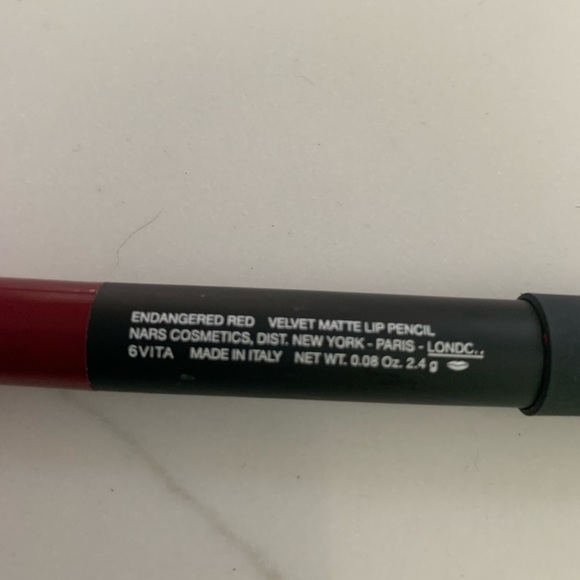 ENDANGERED RED VELVET MATTE LIP PENCIL
NARS COSMETICS, DIST. NEW YORK - PARIS - LONDC..
6VITA MADE IN ITALY NET WT. 0.08 Oz. 2.4 g